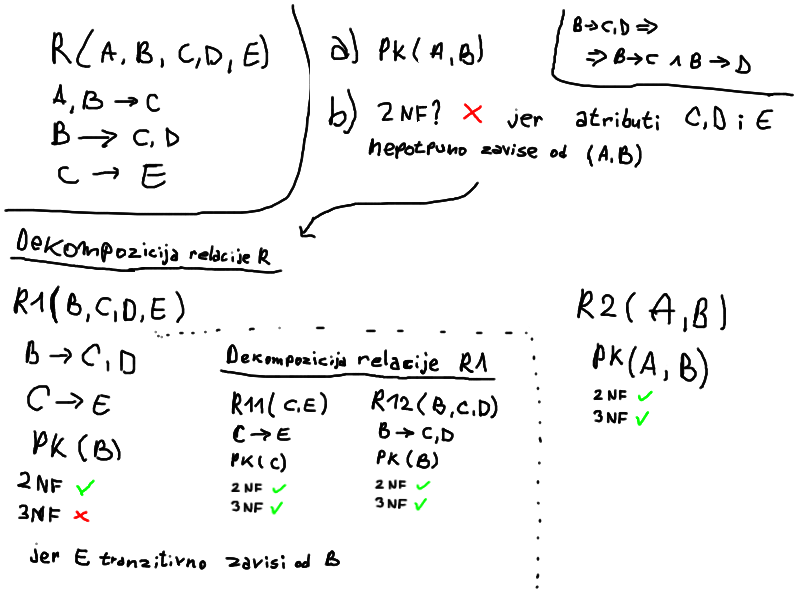 R(A, B, C, D, E)
A, B → C
B → C, D
C → E
a) PK(A, B)
b) 2NF? ✗ jer atributi C, D i E
nepotpuno zavise od (A, B)
B → C, D ⇒
⇒ B → C ∧ B → D
Dekompozicija relacije R
R1(B, C, D, E)
B → C, D
C → E
PK(B)
2NF ✓
3NF ✗
jer E tranzitivno zavisi od B
Dekompozicija relacije R1
R11(C, E)
C → E
PK(C)
2NF ✓
3NF ✓
R12(B, C, D)
B → C, D
PK(B)
2NF ✓
3NF ✓
R2(A, B)
PK(A, B)
2NF ✓
3NF ✓